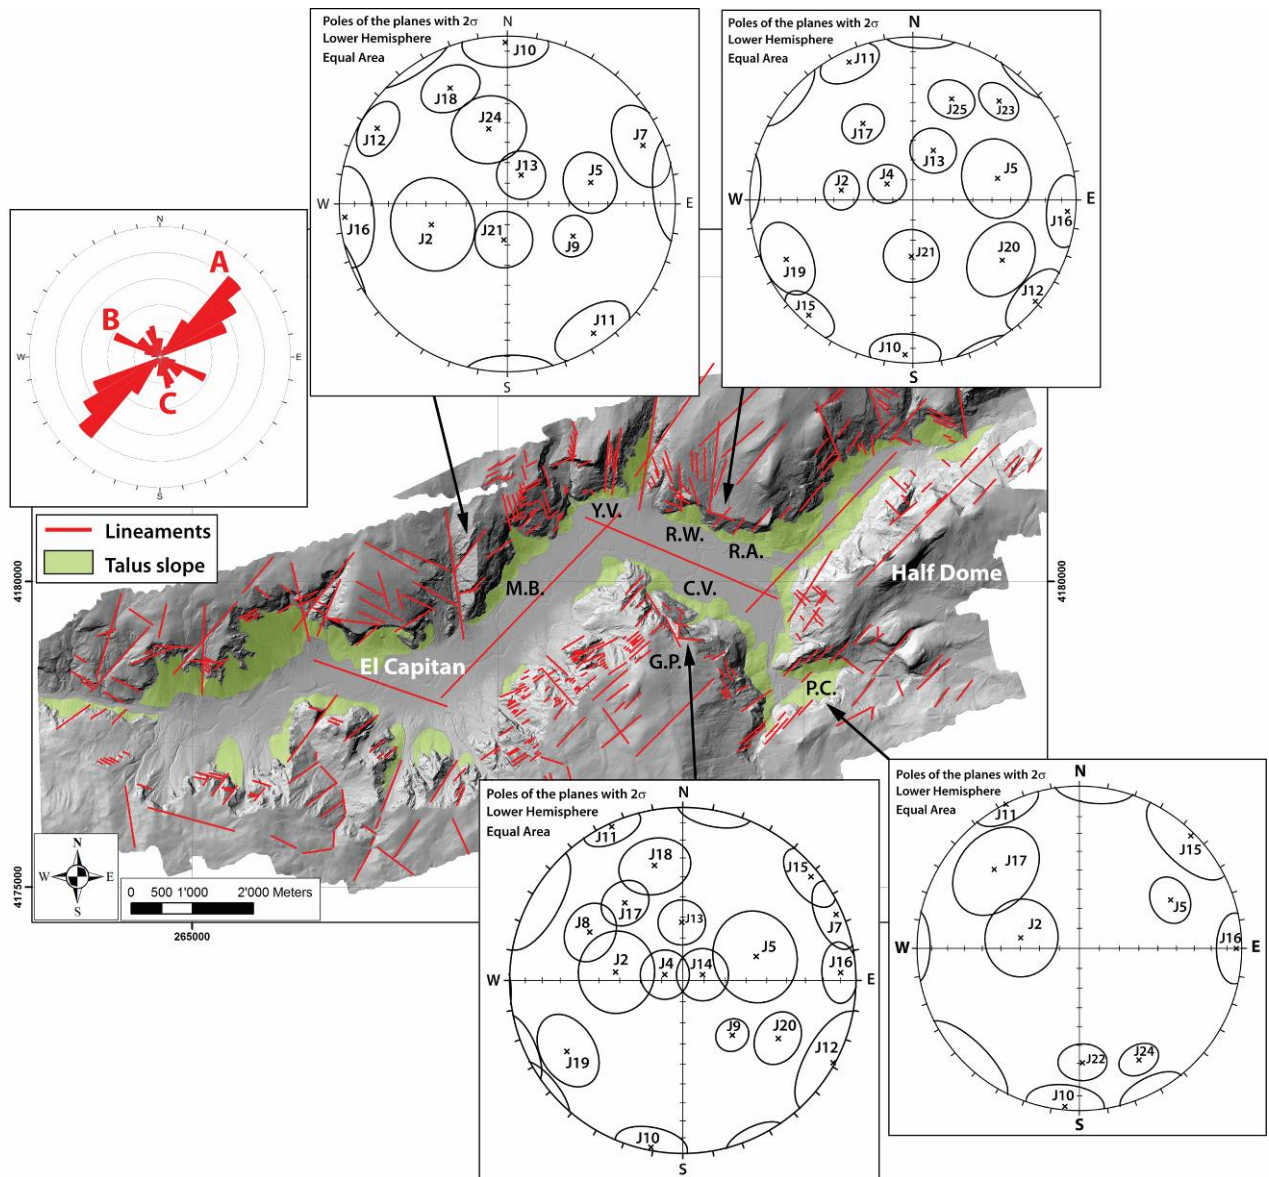 Poles of the planes with 2σ
Lower Hemisphere
Equal Area
N
J10
J18
J24
J12
J7
J13
J5
W
E
J16
J2
J21
J9
J11
S
Poles of the planes with 2σ
Lower Hemisphere
Equal Area
N
J11
J25
J23
J17
J13
J5
J2
J4
W
E
J16
J21
J20
J19
J12
J15
J10
S
N
A
B
W
E
C
S
Lineaments
Talus slope
Y.V.
R.W.
R.A.
Half Dome
M.B.
C.V.
El Capitan
G.P.
P.C.
4180000
4180000
N
W
E
S
0 500 1'000 2'000 Meters
4175000
265000
Poles of the planes with 2σ
Lower Hemisphere
Equal Area
N
J11
J18
J15
J17
J13
J7
J8
J5
J2
J4
J14
J16
W
E
J9
J20
J19
J12
J10
S
Poles of the planes with 2σ
Lower Hemisphere
Equal Area
N
J11
J15
J17
J5
J2
J16
W
E
J22
J24
J10
S